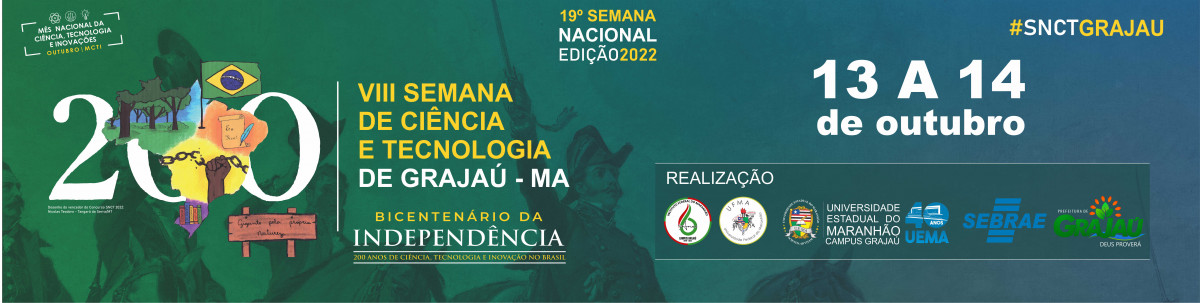 MÊS NACIONAL DA
CIÊNCIA, TECNOLOGIA
E INOVAÇÕES
OUTUBRO | MCTI
200
VIII SEMANA
DE CIÊNCIA
E TECNOLOGIA
DE GRAJAÚ - MA
BICENTENÁRIO DA
INDEPENDÊNCIA
200 ANOS DE CIÊNCIA, TECNOLOGIA E INOVAÇÃO NO BRASIL
19º SEMANA
NACIONAL
EDIÇÃO2022
#SNCTGRAJAU
13 A 14
de outubro
REALIZAÇÃO
UFMA
UNIVERSIDADE
ESTADUAL DO
MARANHÃO
CAMPUS GRAJAÚ
ANOS
UEMA
SEBRAE
PREFEITURA DE
GRAJAÚ
DEUS PROVERÁ